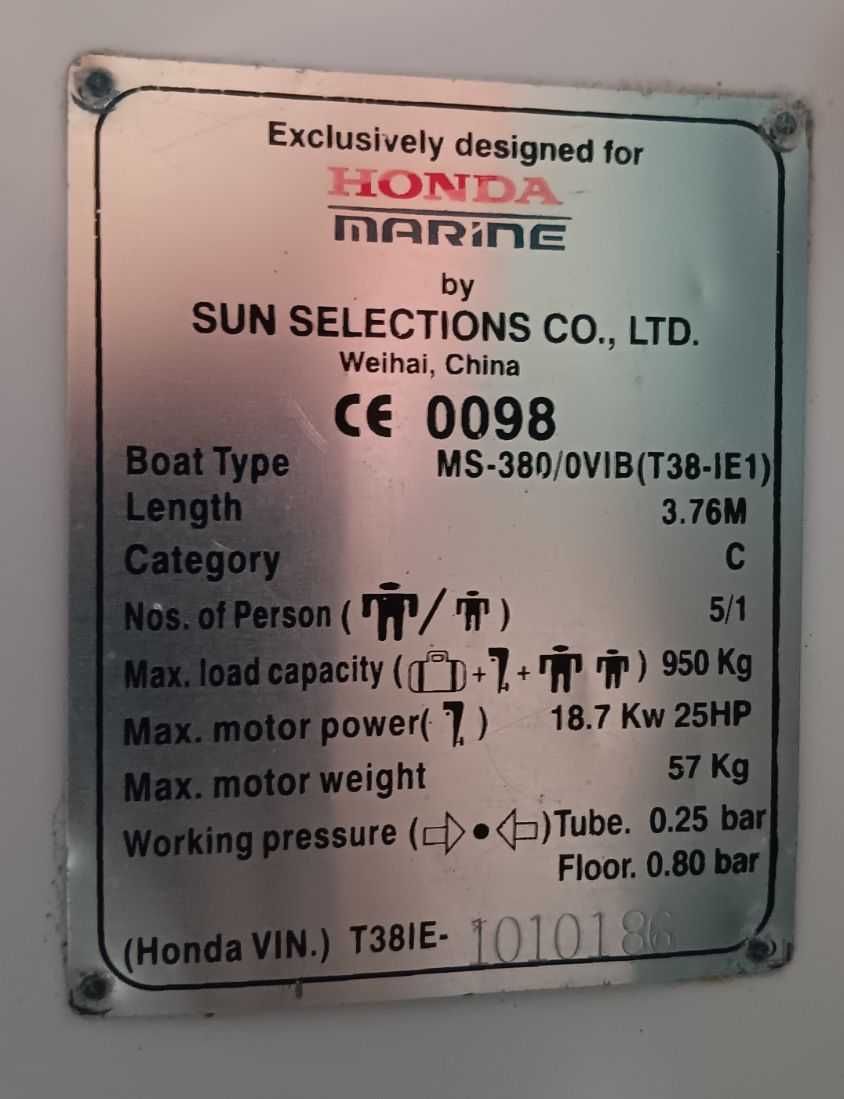 Exclusively designed for
HONDA
MARINE
by
SUN SELECTIONS CO., LTD.
Weihai, China
CE 0098
Boat Type MS-380/0VIB(T38-IE1)
Length 3.76M
Category C
Nos. of Person ( / ) 5/1
Max. load capacity ( + + ) 950 Kg
Max. motor power( ) 18.7 Kw 25HP
Max. motor weight 57 Kg
Working pressure ( ) Tube. 0.25 bar
Floor. 0.80 bar
(Honda VIN.) T38IE- 1010186